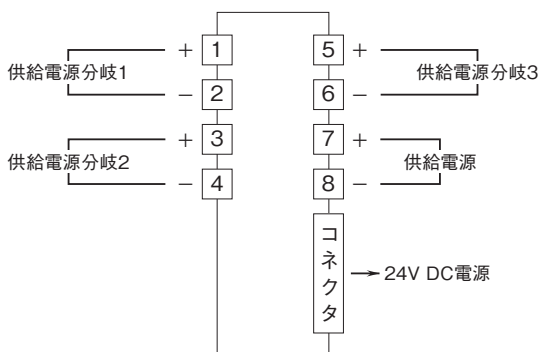 + 1
供給電源分岐1
− 2
+ 3
供給電源分岐2
− 4
5 +
供給電源分岐3
6 −
7 +
供給電源
8 −
コネクタ
24V DC電源